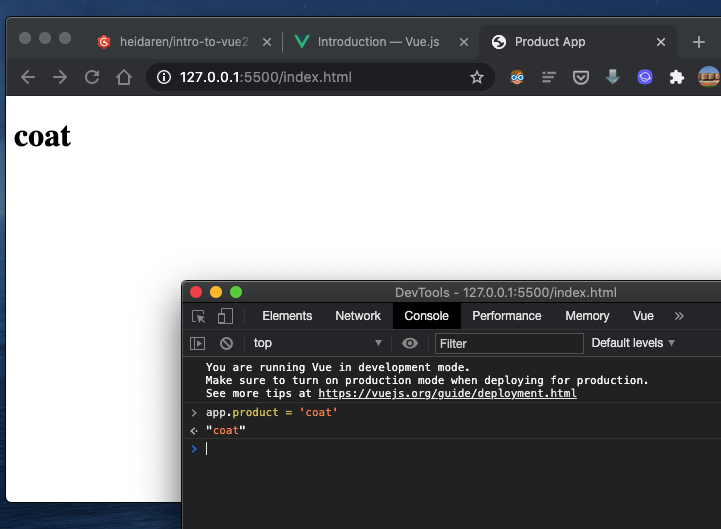 heidaren/intro-to-vue2
Introduction — Vue.js
Product App
127.0.0.1:5500/index.html
coat
DevTools - 127.0.0.1:5500/index.html
Elements Network Console Performance Memory Vue »
top Filter Default levels
You are running Vue in development mode.
Make sure to turn on production mode when deploying for production.
See more tips at https://vuejs.org/guide/deployment.html
> app.product = 'coat'
"coat"
>